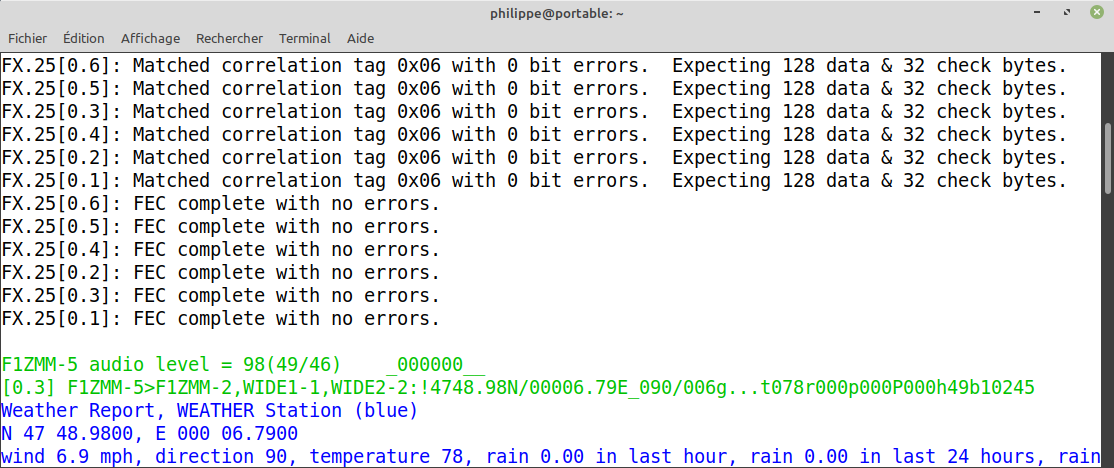 philippe@portable: ~
Fichier Édition Affichage Rechercher Terminal Aide
FX.25[0.6]: Matched correlation tag 0x06 with 0 bit errors.  Expecting 128 data & 32 check bytes.
FX.25[0.5]: Matched correlation tag 0x06 with 0 bit errors.  Expecting 128 data & 32 check bytes.
FX.25[0.3]: Matched correlation tag 0x06 with 0 bit errors.  Expecting 128 data & 32 check bytes.
FX.25[0.4]: Matched correlation tag 0x06 with 0 bit errors.  Expecting 128 data & 32 check bytes.
FX.25[0.2]: Matched correlation tag 0x06 with 0 bit errors.  Expecting 128 data & 32 check bytes.
FX.25[0.1]: Matched correlation tag 0x06 with 0 bit errors.  Expecting 128 data & 32 check bytes.
FX.25[0.6]: FEC complete with no errors.
FX.25[0.5]: FEC complete with no errors.
FX.25[0.4]: FEC complete with no errors.
FX.25[0.2]: FEC complete with no errors.
FX.25[0.3]: FEC complete with no errors.
FX.25[0.1]: FEC complete with no errors.
F1ZMM-5 audio level = 98(49/46)    _000000__
[0.3] F1ZMM-5>F1ZMM-2,WIDE1-1,WIDE2-2:!4748.98N/00006.79E_090/006g...t078r000p000P000h49b10245
Weather Report, WEATHER Station (blue)
N 47 48.9800, E 000 06.7900
wind 6.9 mph, direction 90, temperature 78, rain 0.00 in last hour, rain 0.00 in last 24 hours, rain